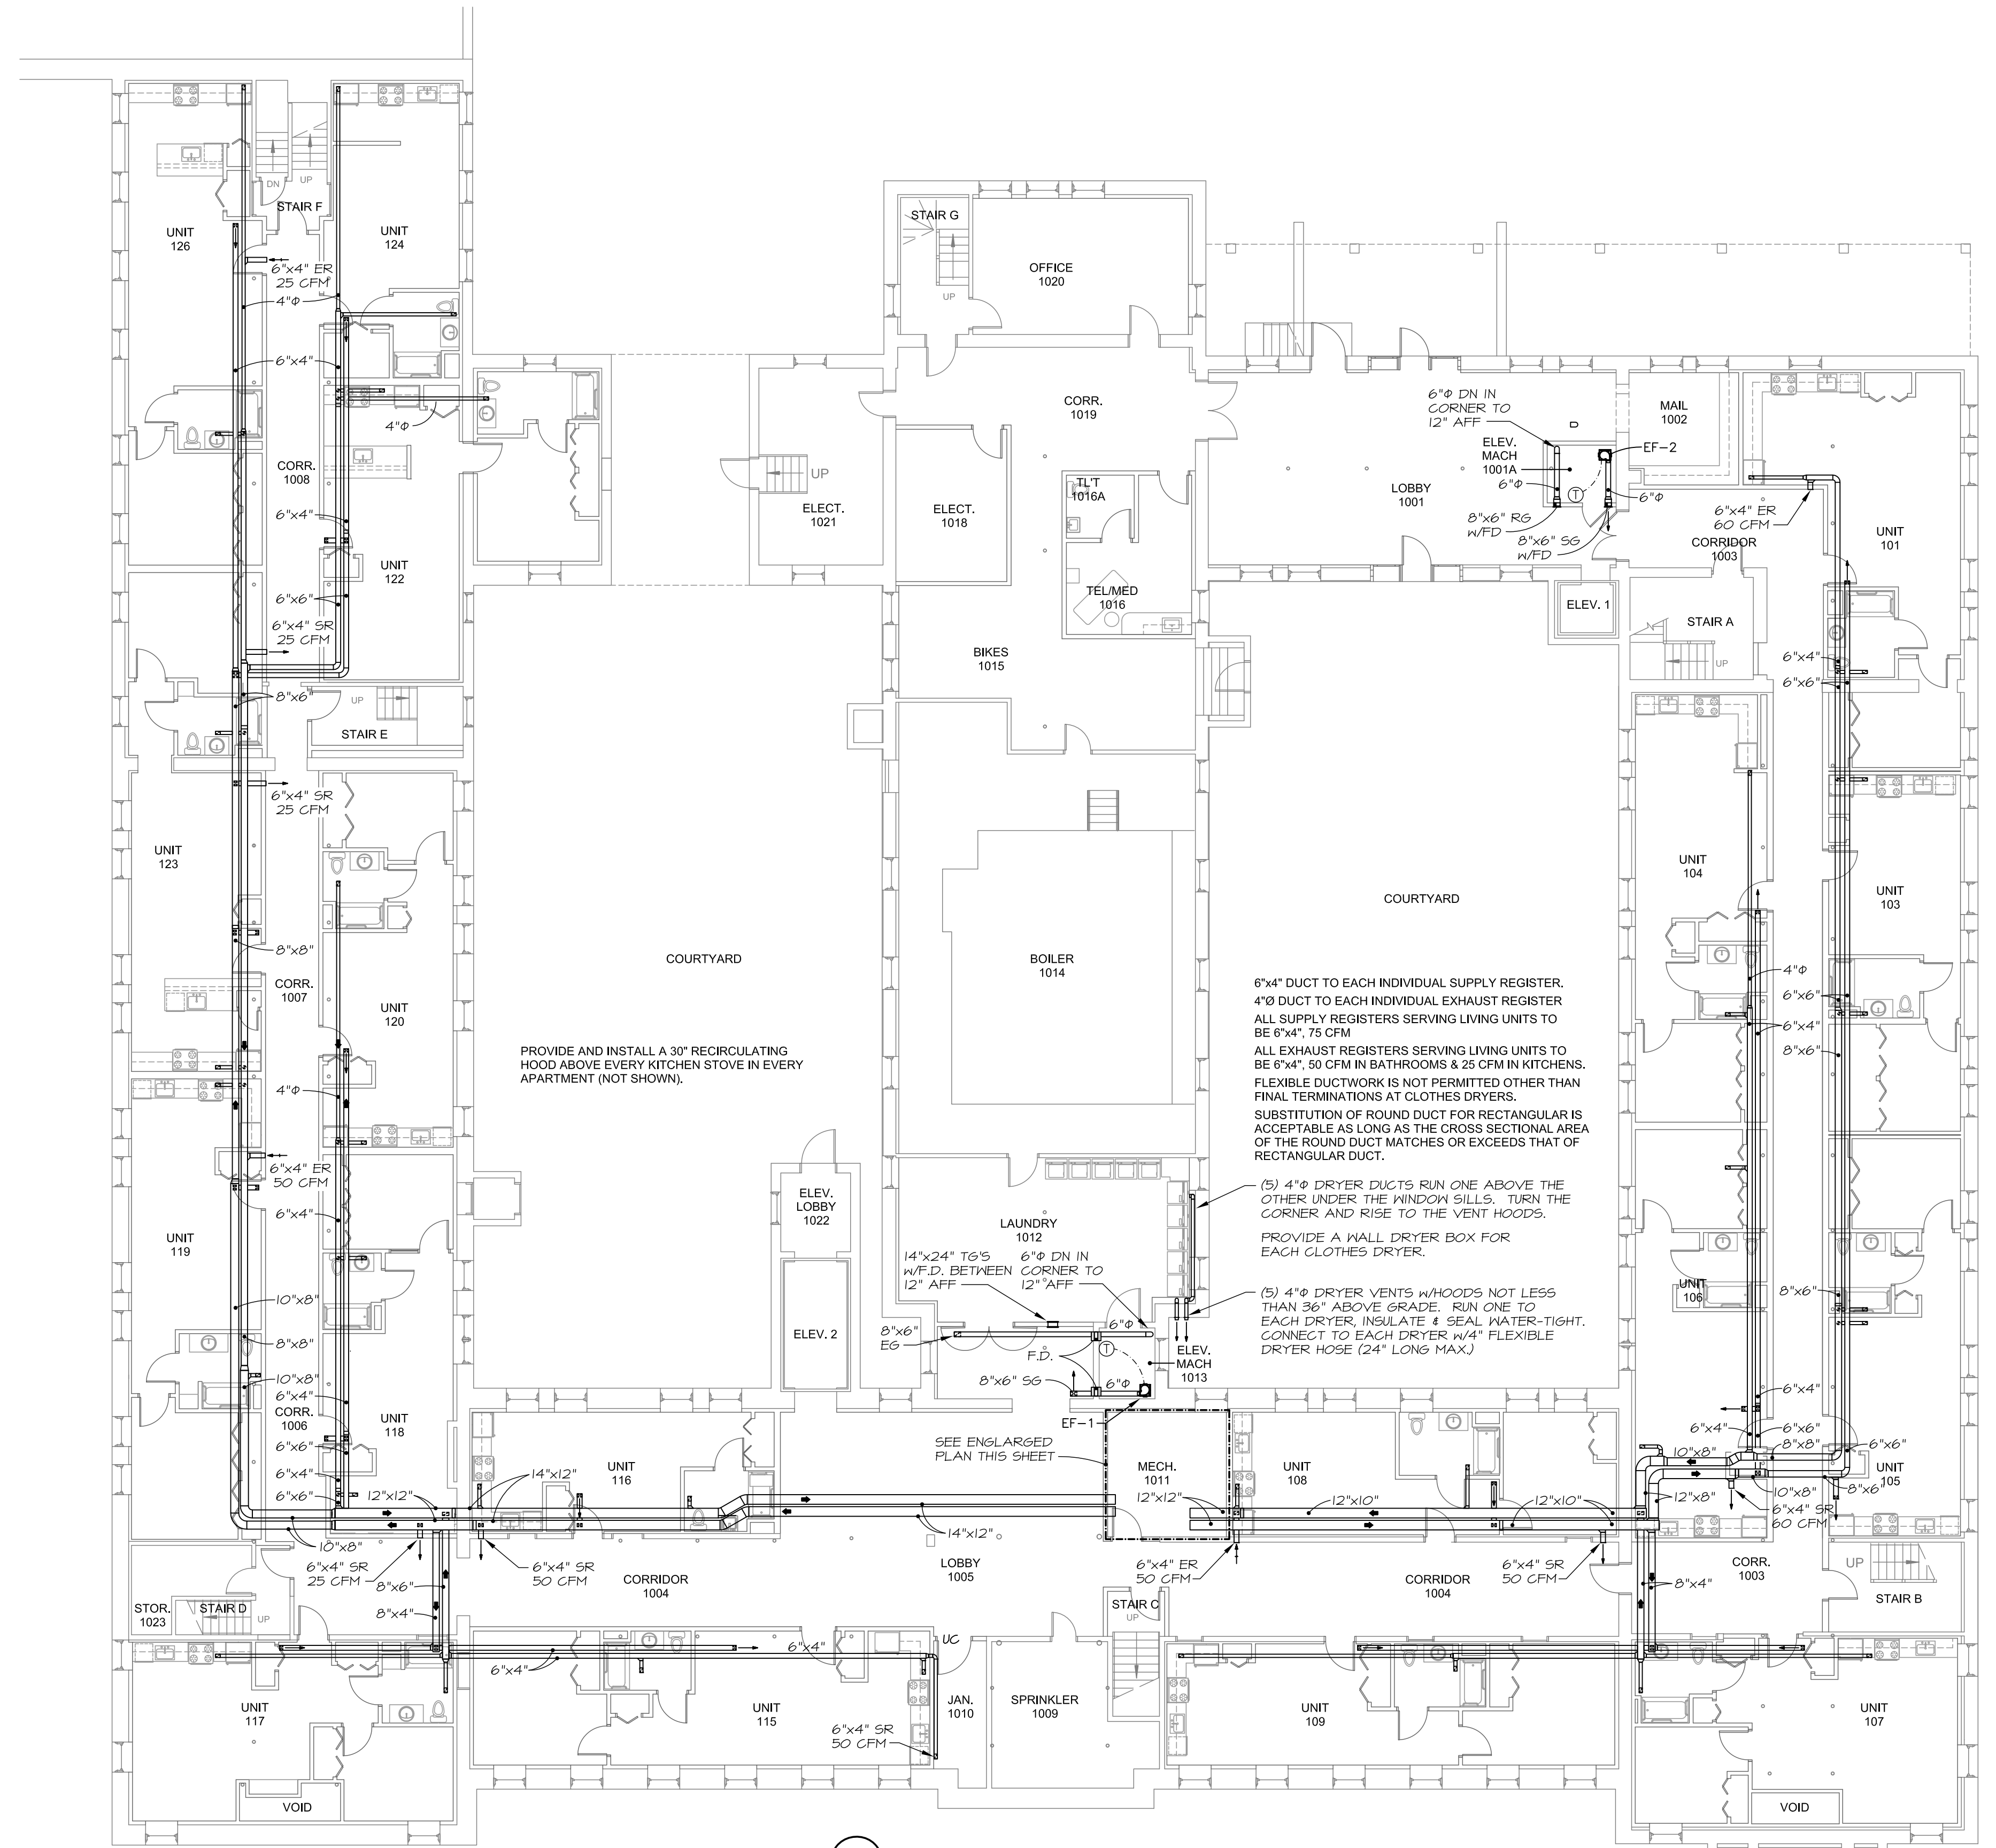 UNIT
126
DN
UP
STAIR F
UNIT
124
6"x4" ER
25 CFM
4"Φ
6"x4"
4"Φ
CORR.
1008
6"x4"
UNIT
122
6"x6"
6"x4" SR
25 CFM
8"x6"
UP
STAIR E
6"x4" SR
25 CFM
UNIT
123
8"x8"
CORR.
1007
UNIT
120
4"Φ
6"x4" ER
50 CFM
6"x4"
UNIT
119
10"x8"
8"x8"
10"x8"
6"x4"
CORR.
1006
6"x6"
6"x4"
6"x6"
UNIT
118
12"x12"
14"x12"
UNIT
116
10"x8"
6"x4" SR
25 CFM
8"x6"
8"x4"
6"x4" SR
50 CFM
CORRIDOR
1004
STOR.
1023
STAIR D
UP
6"x4"
6"x4"
UNIT
117
VOID
UNIT
115
6"x4" SR
50 CFM
UC
JAN.
1010
SPRINKLER
1009
STAIR C
UP
LOBBY
1005
14"x12"
SEE ENGLARGED
PLAN THIS SHEET
MECH.
1011
12"x12"
STAIR G
UP
OFFICE
1020
CORR.
1019
UP
ELECT.
1021
ELECT.
1018
TL'T
1016A
TEL/MED
1016
BIKES
1015
COURTYARD
PROVIDE AND INSTALL A 30" RECIRCULATING
HOOD ABOVE EVERY KITCHEN STOVE IN EVERY
APARTMENT (NOT SHOWN).
BOILER
1014
ELEV.
LOBBY
1022
ELEV. 2
LAUNDRY
1012
14"x24" TG'S
W/F.D. BETWEEN
12" AFF
6"Φ DN IN
CORNER TO
12" AFF
8"x6"
EG
6"Φ
F.D.
T
ELEV.
MACH
1013
8"x6" SG
6"Φ
EF-1
LOBBY
1001
6"Φ DN IN
CORNER TO
12" AFF
ELEV.
MACH
1001A
6"Φ
T
EF-2
6"Φ
8"x6" RG
W/FD
8"x6" SG
W/FD
MAIL
1002
6"x4" ER
60 CFM
CORRIDOR
1003
UNIT
101
ELEV. 1
STAIR A
UP
6"x4"
6"x6"
COURTYARD
UNIT
104
UNIT
103
4"Φ
6"x6"
6"x4"
8"x6"
6"x4" DUCT TO EACH INDIVIDUAL SUPPLY REGISTER.
4"Ø DUCT TO EACH INDIVIDUAL EXHAUST REGISTER
ALL SUPPLY REGISTERS SERVING LIVING UNITS TO
BE 6"x4", 75 CFM
ALL EXHAUST REGISTERS SERVING LIVING UNITS TO
BE 6"x4", 50 CFM IN BATHROOMS & 25 CFM IN KITCHENS.
FLEXIBLE DUCTWORK IS NOT PERMITTED OTHER THAN
FINAL TERMINATIONS AT CLOTHES DRYERS.
SUBSTITUTION OF ROUND DUCT FOR RECTANGULAR IS
ACCEPTABLE AS LONG AS THE CROSS SECTIONAL AREA
OF THE ROUND DUCT MATCHES OR EXCEEDS THAT OF
RECTANGULAR DUCT.
(5) 4"Φ DRYER DUCTS RUN ONE ABOVE THE
OTHER UNDER THE WINDOW SILLS. TURN THE
CORNER AND RISE TO THE VENT HOODS.
PROVIDE A WALL DRYER BOX FOR
EACH CLOTHES DRYER.
(5) 4"Φ DRYER VENTS W/HOODS NOT LESS
THAN 36" ABOVE GRADE. RUN ONE TO
EACH DRYER, INSULATE & SEAL WATER-TIGHT.
CONNECT TO EACH DRYER W/4" FLEXIBLE
DRYER HOSE (24" LONG MAX.)
UNIT
106
8"x6"
6"x4"
6"x4"
6"x6"
8"x8"
6"x6"
10"x8"
UNIT
105
10"x8"
8"x6"
12"x8"
6"x4" SR
60 CFM
UNIT
108
12"x10"
12"x10"
6"x4" ER
50 CFM
6"x4" SR
50 CFM
CORRIDOR
1004
CORR.
1003
UP
STAIR B
8"x4"
UNIT
109
UNIT
107
VOID